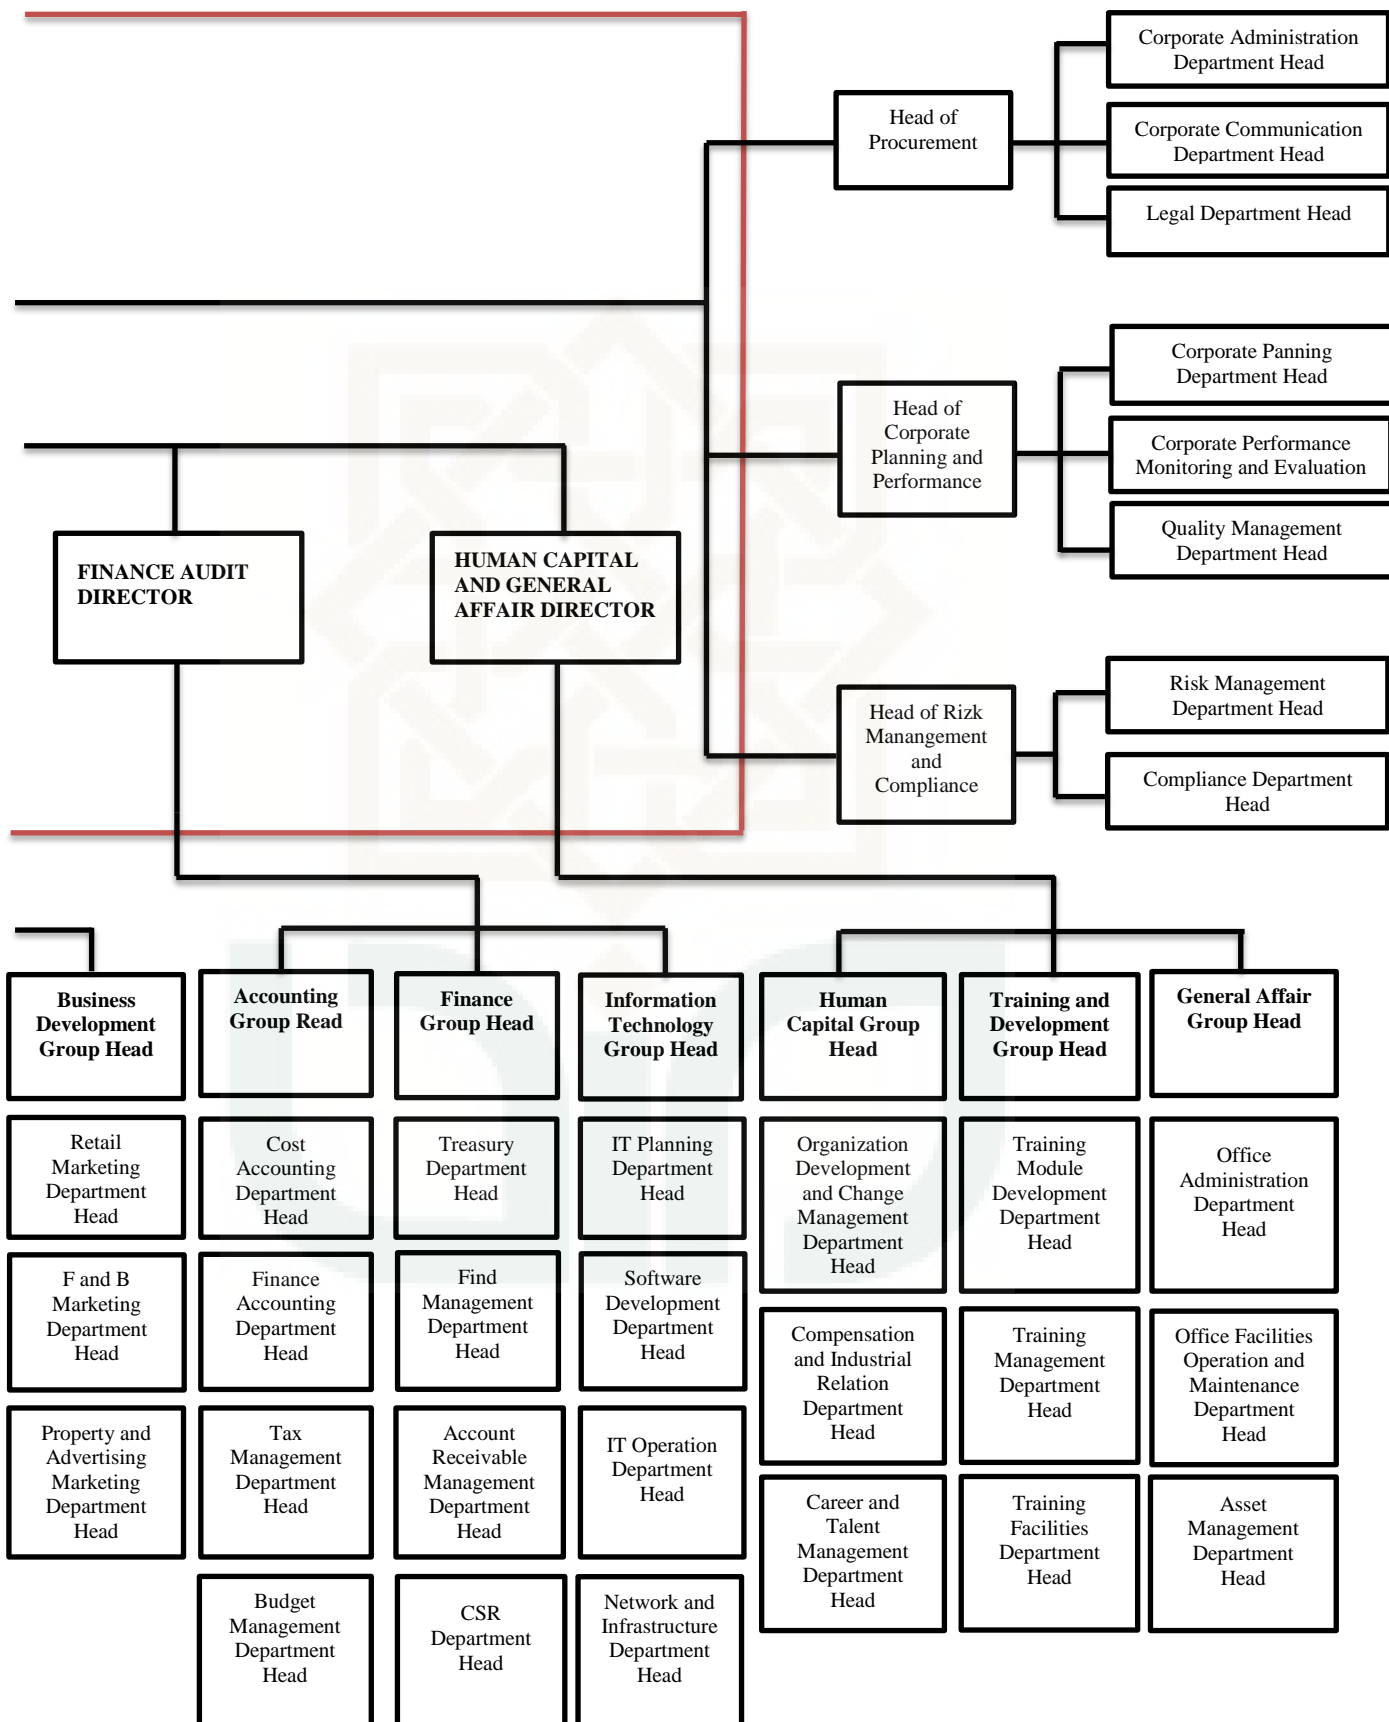 Corporate Administration
Department Head
Head of
Procurement
Corporate Communication
Department Head
Legal Department Head
Corporate Panning
Department Head
Head of
Corporate
Planning and
Performance
Corporate Performance
Monitoring and Evaluation
Quality Management
Department Head
FINANCE AUDIT
DIRECTOR
HUMAN CAPITAL
AND GENERAL
AFFAIR DIRECTOR
Risk Management
Department Head
Head of Rizk
Manangement
and
Compliance
Compliance Department
Head
Business
Development
Group Head
Accounting
Group Read
Finance
Group Head
Information
Technology
Group Head
Human
Capital Group
Head
Training and
Development
Group Head
General Affair
Group Head
Retail
Marketing
Department
Head
Cost
Accounting
Department
Head
Treasury
Department
Head
IT Planning
Department
Head
Organization
Development
and Change
Management
Department
Head
Training
Module
Development
Department
Head
Office
Administration
Department
Head
F and B
Marketing
Department
Head
Finance
Accounting
Department
Head
Find
Management
Department
Head
Software
Development
Department
Head
Compensation
and Industrial
Relation
Department
Head
Training
Management
Department
Head
Office Facilities
Operation and
Maintenance
Department
Head
Property and
Advertising
Marketing
Department
Head
Tax
Management
Department
Head
Account
Receivable
Management
Department
Head
IT Operation
Department
Head
Career and
Talent
Management
Department
Head
Training
Facilities
Department
Head
Asset
Management
Department
Head
Budget
Management
Department
Head
CSR
Department
Head
Network and
Infrastructure
Department
Head